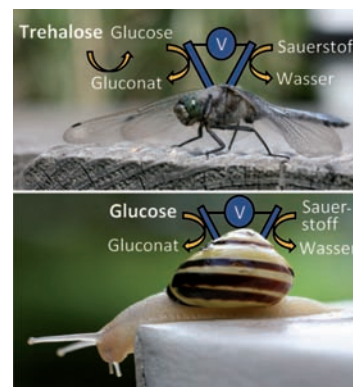 Trehalose Glucose
V
Sauerstoff
Gluconat
Wasser
Glucose
V
Sauer-
stoff
Gluconat
Wasser